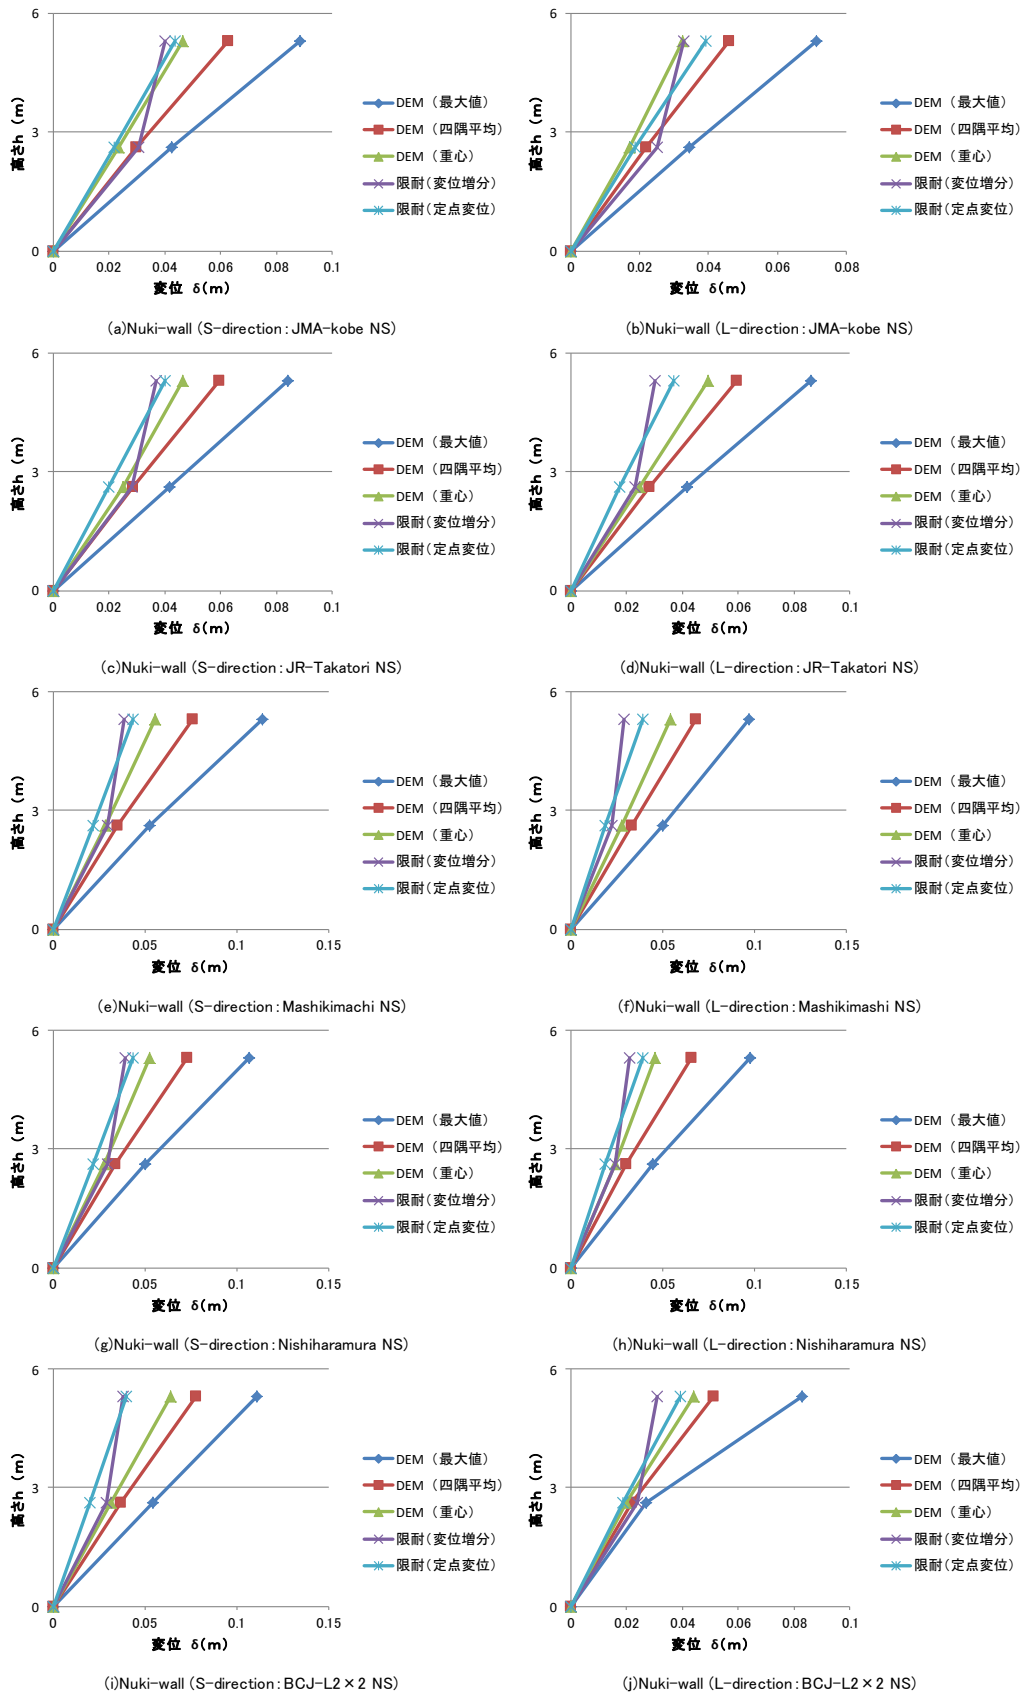 6
3
0
高さh (m)
0 0.02 0.04 0.06 0.08 0.1
変位 δ(m)
DEM (最大値)
DEM (四隅平均)
DEM (重心)
限耐(変位増分)
限耐(定点変位)
(a)Nuki-wall (S-direction:JMA-kobe NS)
6
3
0
高さh (m)
0 0.02 0.04 0.06 0.08
変位 δ(m)
DEM (最大値)
DEM (四隅平均)
DEM (重心)
限耐(変位増分)
限耐(定点変位)
(b)Nuki-wall (L-direction:JMA-kobe NS)
6
3
0
高さh (m)
0 0.02 0.04 0.06 0.08 0.1
変位 δ(m)
DEM (最大値)
DEM (四隅平均)
DEM (重心)
限耐(変位増分)
限耐(定点変位)
(c)Nuki-wall (S-direction:JR-Takatori NS)
6
3
0
高さh (m)
0 0.02 0.04 0.06 0.08 0.1
変位 δ(m)
DEM (最大値)
DEM (四隅平均)
DEM (重心)
限耐(変位増分)
限耐(定点変位)
(d)Nuki-wall (L-direction:JR-Takatori NS)
6
3
0
高さh (m)
0 0.05 0.1 0.15
変位 δ(m)
DEM (最大値)
DEM (四隅平均)
DEM (重心)
限耐(変位増分)
限耐(定点変位)
(e)Nuki-wall (S-direction:Mashikimachi NS)
6
3
0
高さh (m)
0 0.05 0.1 0.15
変位 δ(m)
DEM (最大値)
DEM (四隅平均)
DEM (重心)
限耐(変位増分)
限耐(定点変位)
(f)Nuki-wall (L-direction:Mashikimashi NS)
6
3
0
高さh (m)
0 0.05 0.1 0.15
変位 δ(m)
DEM (最大値)
DEM (四隅平均)
DEM (重心)
限耐(変位増分)
限耐(定点変位)
(g)Nuki-wall (S-direction:Nishiharamura NS)
6
3
0
高さh (m)
0 0.05 0.1 0.15
変位 δ(m)
DEM (最大値)
DEM (四隅平均)
DEM (重心)
限耐(変位増分)
限耐(定点変位)
(h)Nuki-wall (L-direction:Nishiharamura NS)
6
3
0
高さh (m)
0 0.05 0.1 0.15
変位 δ(m)
DEM (最大値)
DEM (四隅平均)
DEM (重心)
限耐(変位増分)
限耐(定点変位)
(i)Nuki-wall (S-direction:BCJ-L2×2 NS)
6
3
0
高さh (m)
0 0.02 0.04 0.06 0.08 0.1
変位 δ(m)
DEM (最大値)
DEM (四隅平均)
DEM (重心)
限耐(変位増分)
限耐(定点変位)
(j)Nuki-wall (L-direction:BCJ-L2×2 NS)